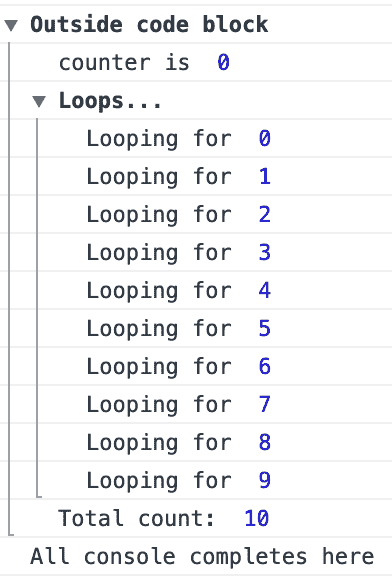 Outside code block
counter is 0
Loops...
Looping for 0
Looping for 1
Looping for 2
Looping for 3
Looping for 4
Looping for 5
Looping for 6
Looping for 7
Looping for 8
Looping for 9
Total count: 10
All console completes here